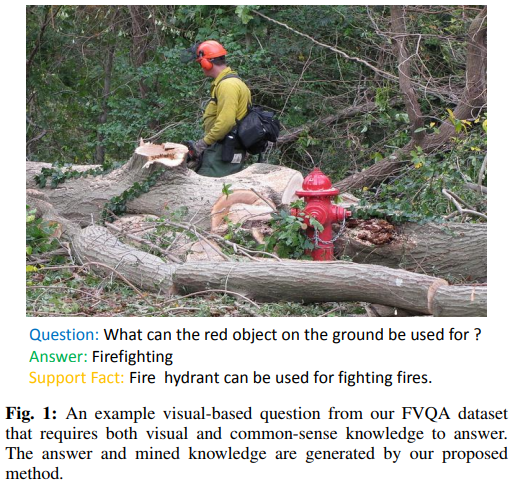 Question: What can the red object on the ground be used for ?
Answer: Firefighting
Support Fact: Fire hydrant can be used for fighting fires.
Fig. 1: An example visual-based question from our FVQA dataset
that requires both visual and common-sense knowledge to answer.
The answer and mined knowledge are generated by our proposed
method.